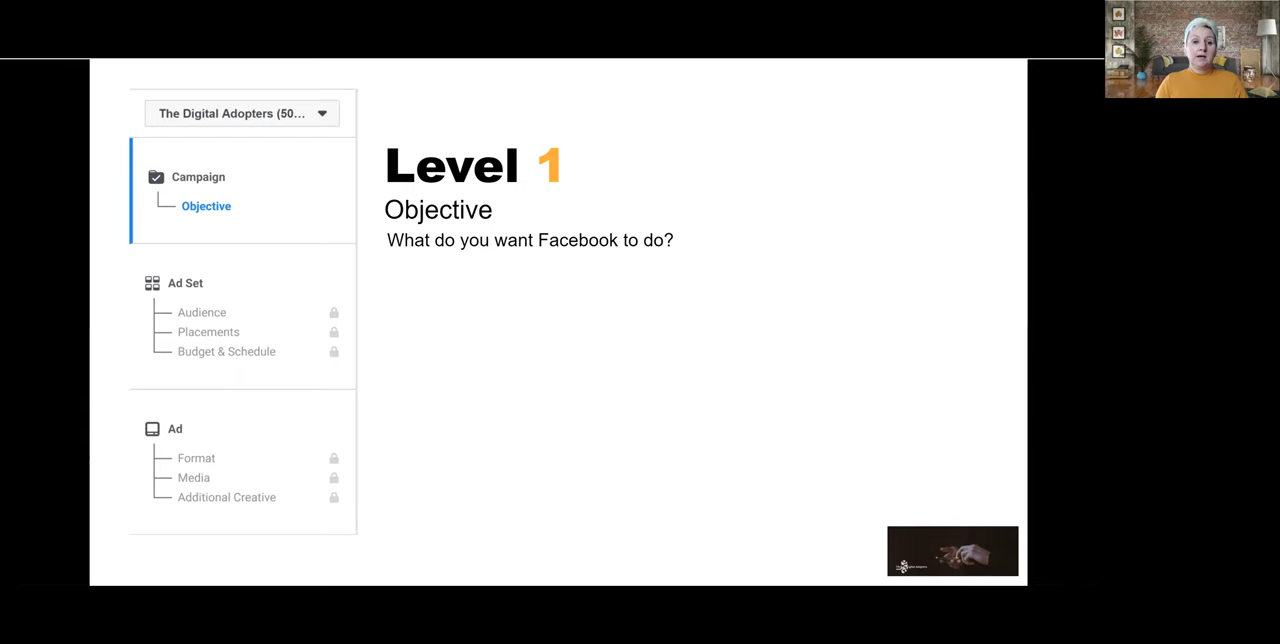 The Digital Adopters (50...
Campaign
Objective
Ad Set
Audience
Placements
Budget & Schedule
Ad
Format
Media
Additional Creative
Level 1
Objective
What do you want Facebook to do?